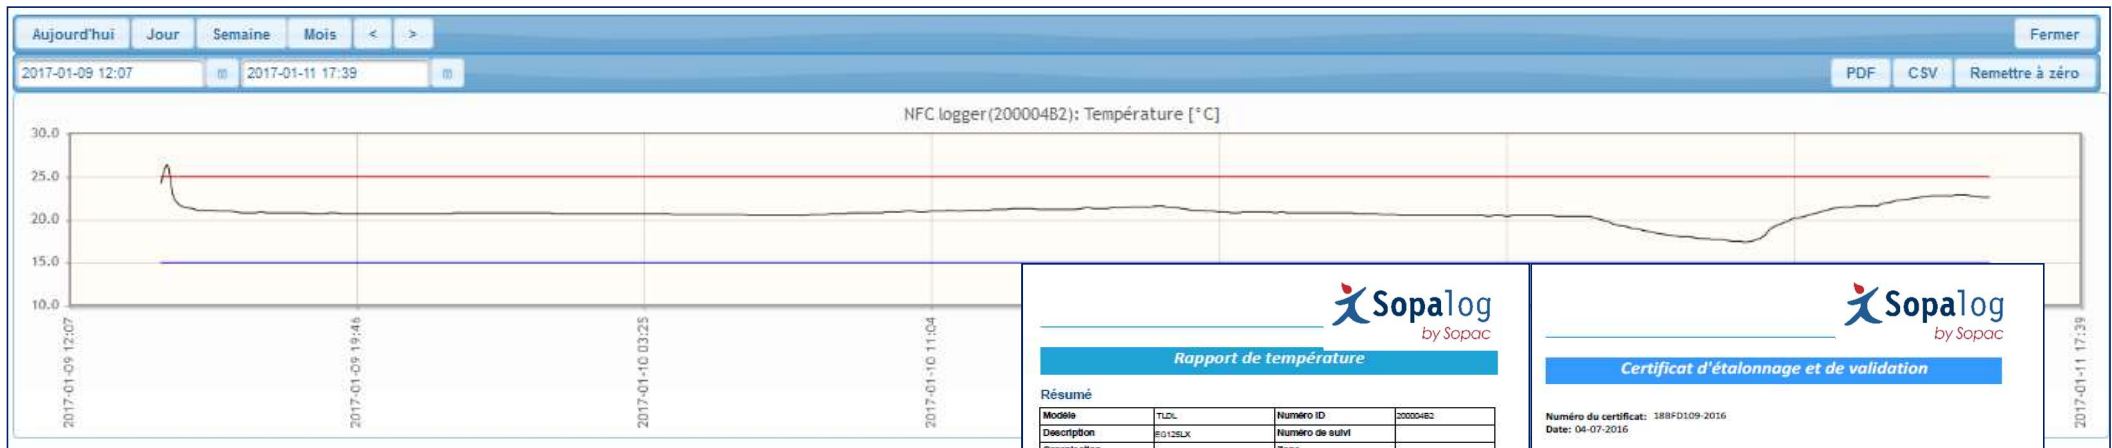 Aujourd'hui Jour Semaine Mois < > Fermer
2017-01-09 12:07 2017-01-11 17:39 PDF CSV Remettre à zéro
NFC logger(200004B2): Température [°C]
30.0
25.0
20.0
15.0
10.0
2017-01-09 12:07
2017-01-09 19:46
2017-01-10 03:25
2017-01-10 11:04
2017-01-11 17:39
Sopalog
by Sopac
Rapport de température
Résumé
Modèle TLDL Numéro ID 200004B2
Description EG125LX Numéro de suivi
Sopalog
by Sopac
Certificat d'étalonnage et de validation
Numéro du certificat: 188FD109-2016
Date: 04-07-2016